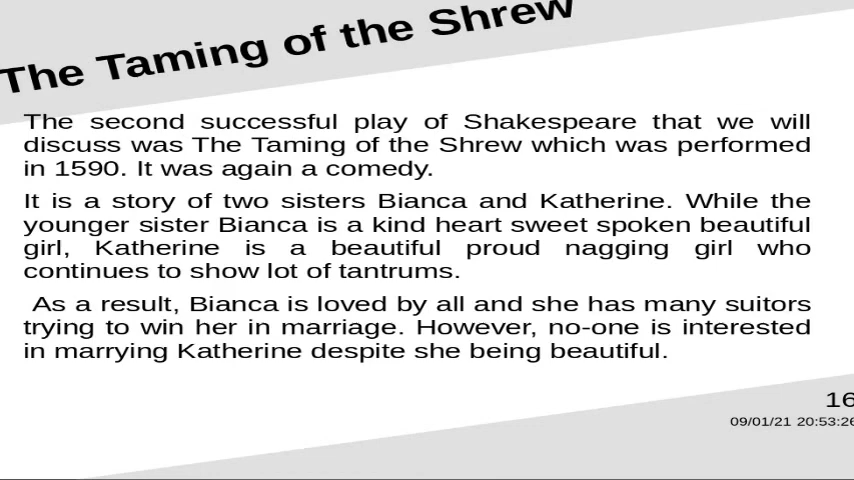 The Taming of the Shrew
The second successful play of Shakespeare that we will
discuss was The Taming of the Shrew which was performed
in 1590. It was again a comedy.
It is a story of two sisters Bianca and Katherine. While the
younger sister Bianca is a kind heart sweet spoken beautiful
girl, Katherine is a beautiful proud nagging girl who
continues to show lot of tantrums.
As a result, Bianca is loved by all and she has many suitors
trying to win her in marriage. However, no-one is interested
in marrying Katherine despite she being beautiful.
16
09/01/21 20:53:26